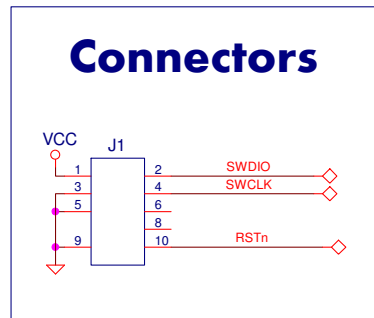 Connectors
VCC
J1
1 2 SWDIO
3 4 SWCLK
5 6
8
9 10 RSTn